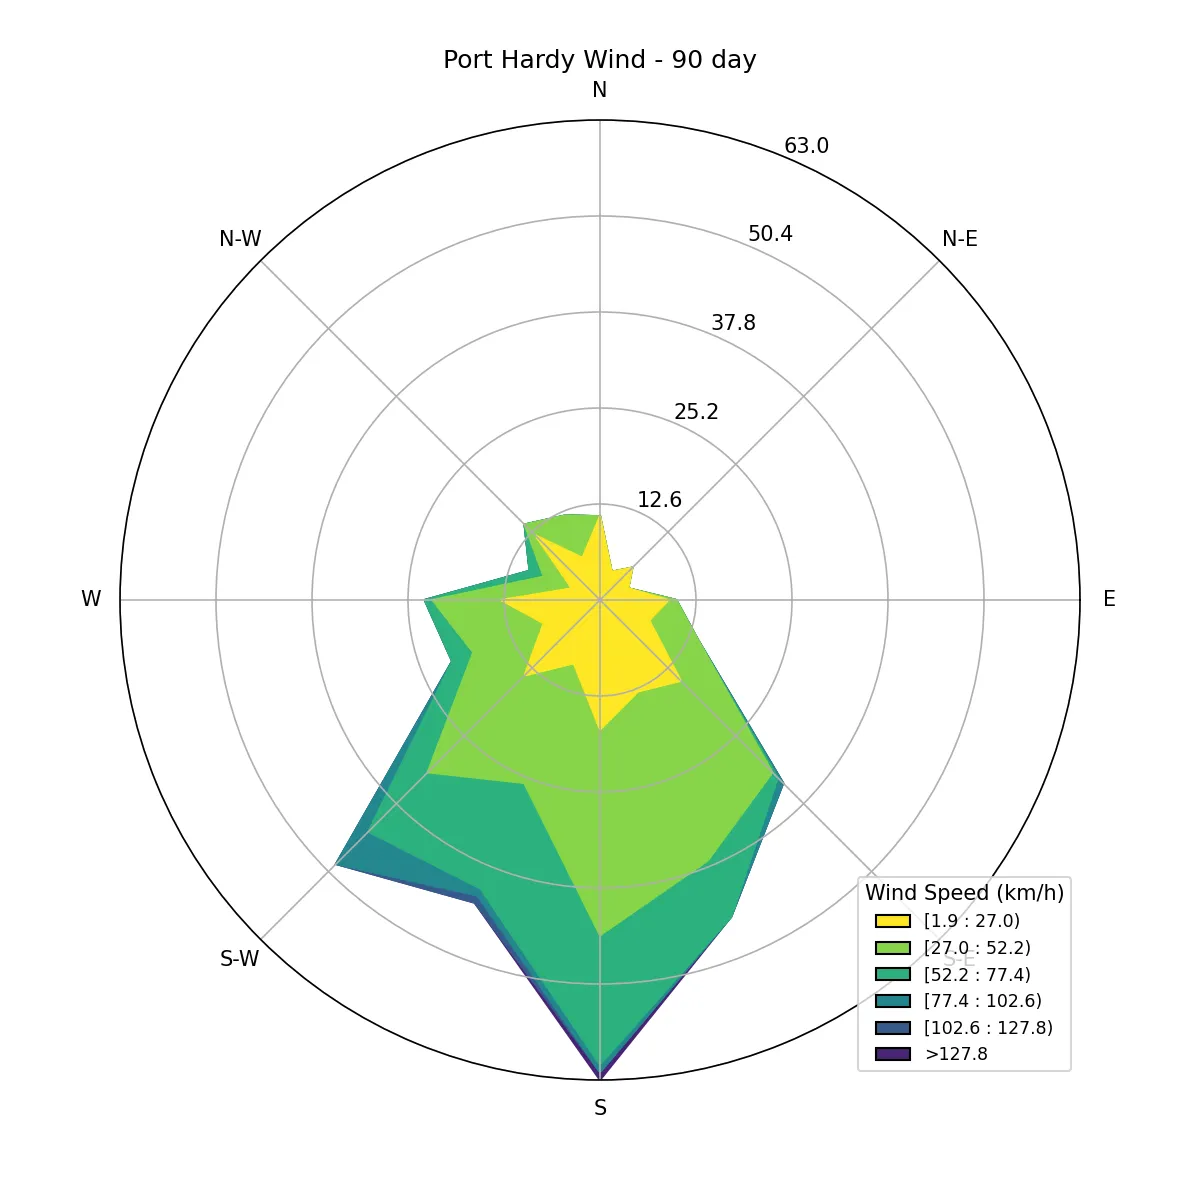 Port Hardy Wind - 90 day
N
63.0
50.4
N-W
N-E
37.8
25.2
12.6
W
E
Wind Speed (km/h)
[1.9 : 27.0)
[27.0 : 52.2)
S-W
S-E
[52.2 : 77.4)
[77.4 : 102.6)
[102.6 : 127.8)
>127.8
S